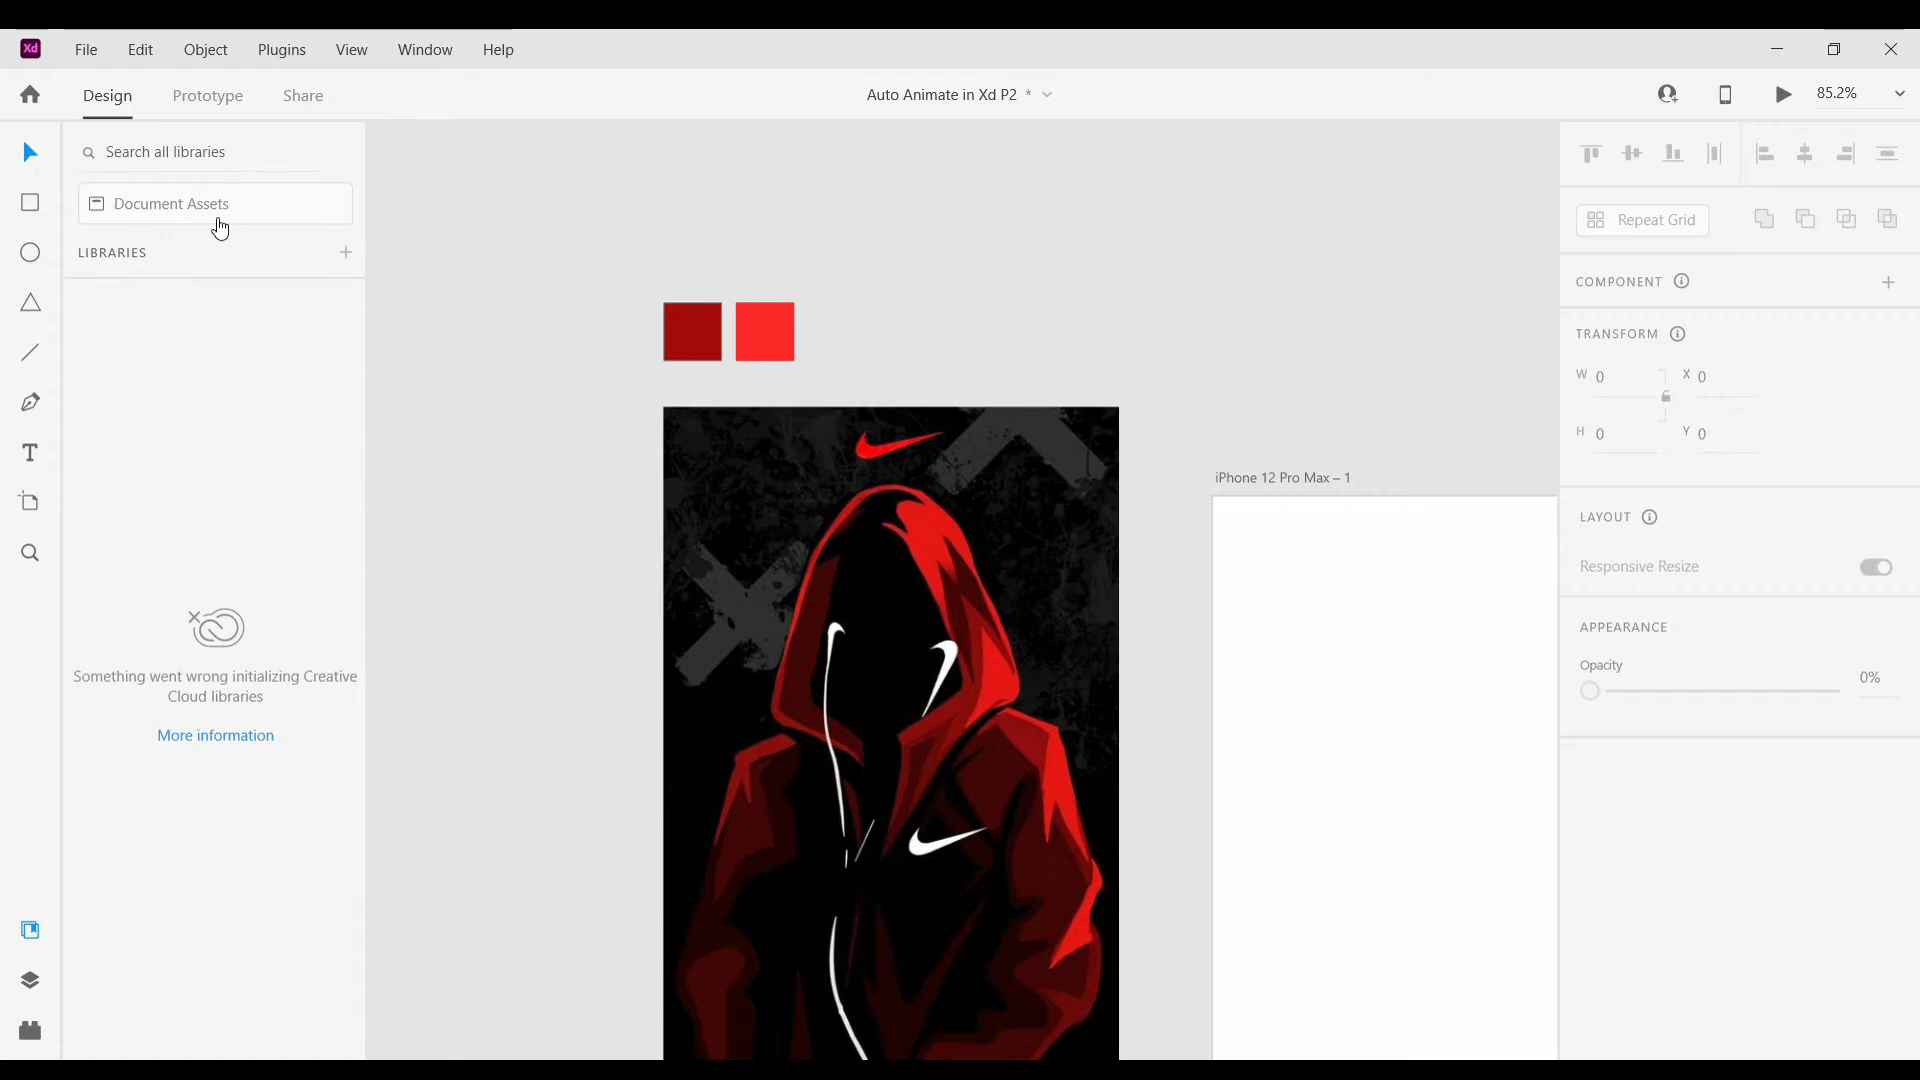 Xd File Edit Object Plugins View Window Help
Design Prototype Share
Auto Animate in Xd P2 *
85.2%
Search all libraries
Document Assets
LIBRARIES
Something went wrong initializing Creative
Cloud libraries
More information
iPhone 12 Pro Max – 1
Repeat Grid
COMPONENT
TRANSFORM
W 0 X 0
H 0 Y 0
LAYOUT
Responsive Resize
APPEARANCE
Opacity
0%